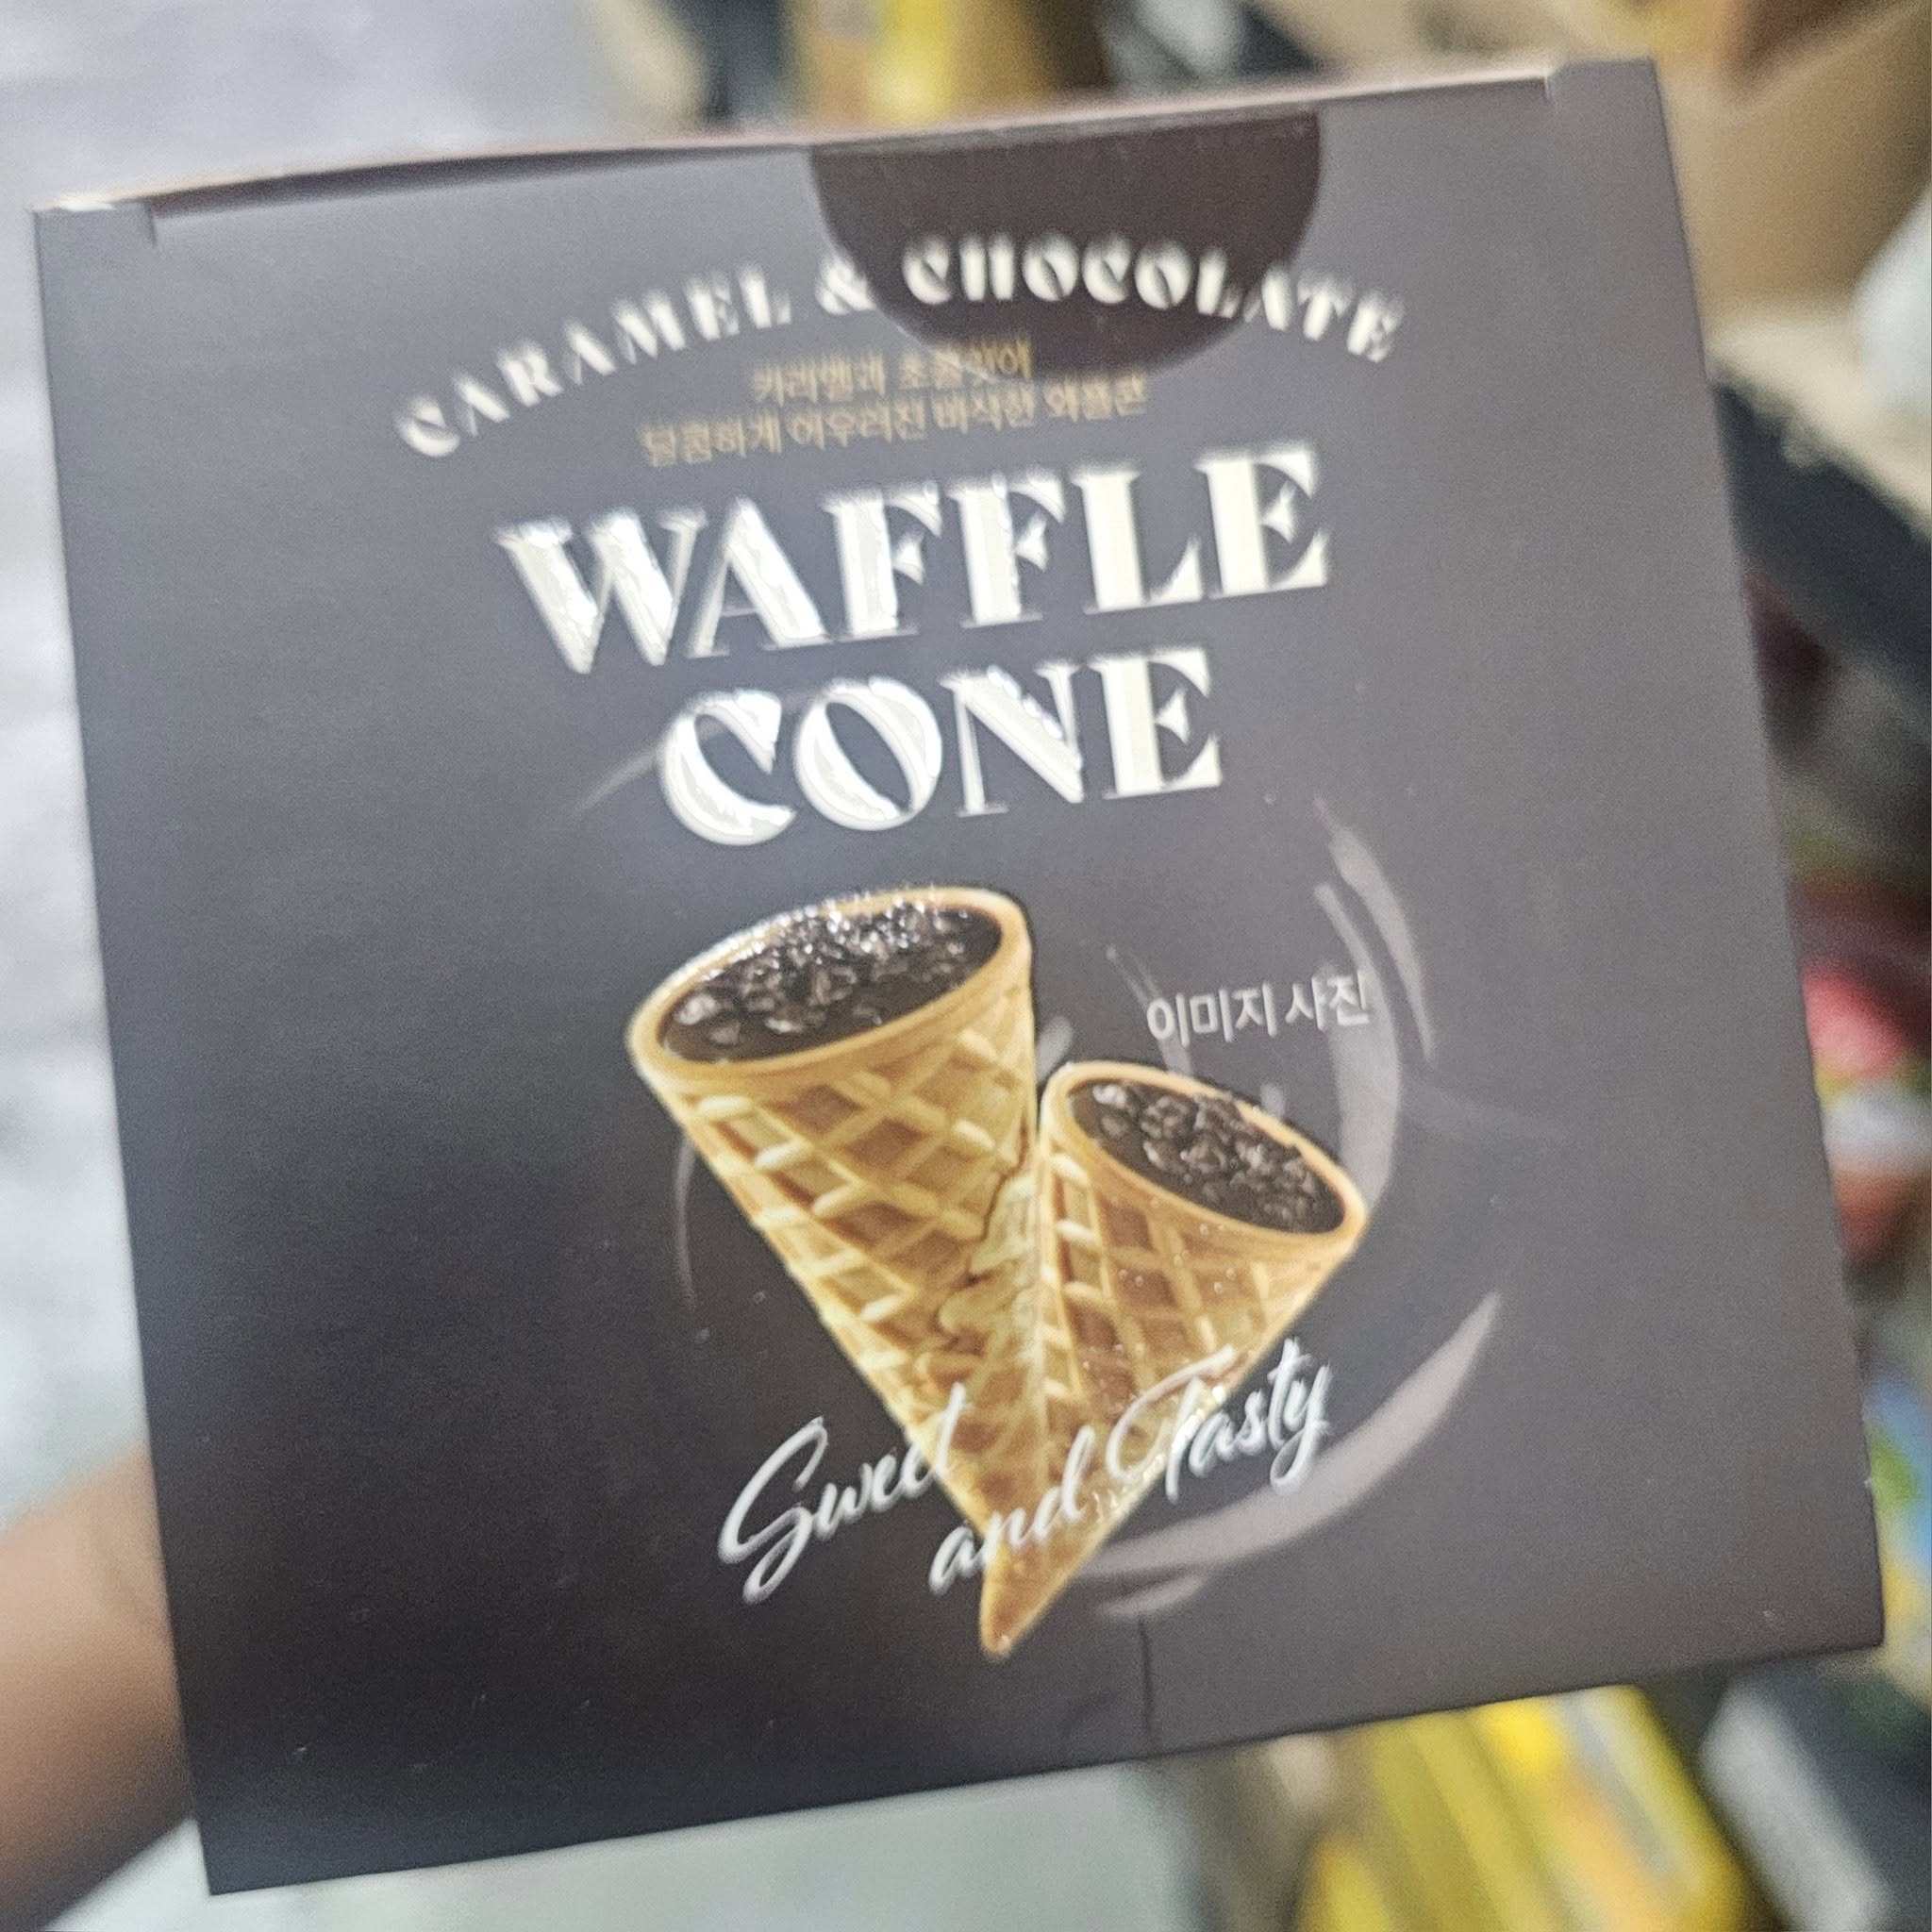 CARAMEL & CHOCOLATE
카라멜과 초콜릿이
달콤하게 어우러진 바삭한 와플콘
WAFFLE
CONE
이미지 사진
Sweet
and Tasty